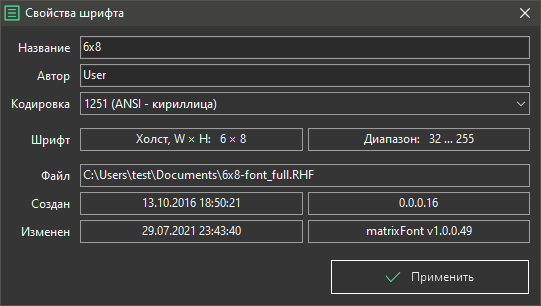 Свойства шрифта
Название 6x8
Автор User
Кодировка 1251 (ANSI - кириллица)
Шрифт Холст, W × H: 6 × 8 Диапазон: 32 ... 255
Файл C:\Users\test\Documents\6x8-font_full.RHF
Создан 13.10.2016 18:50:21 0.0.0.16
Изменен 29.07.2021 23:43:40 matrixFont v1.0.0.49
Применить